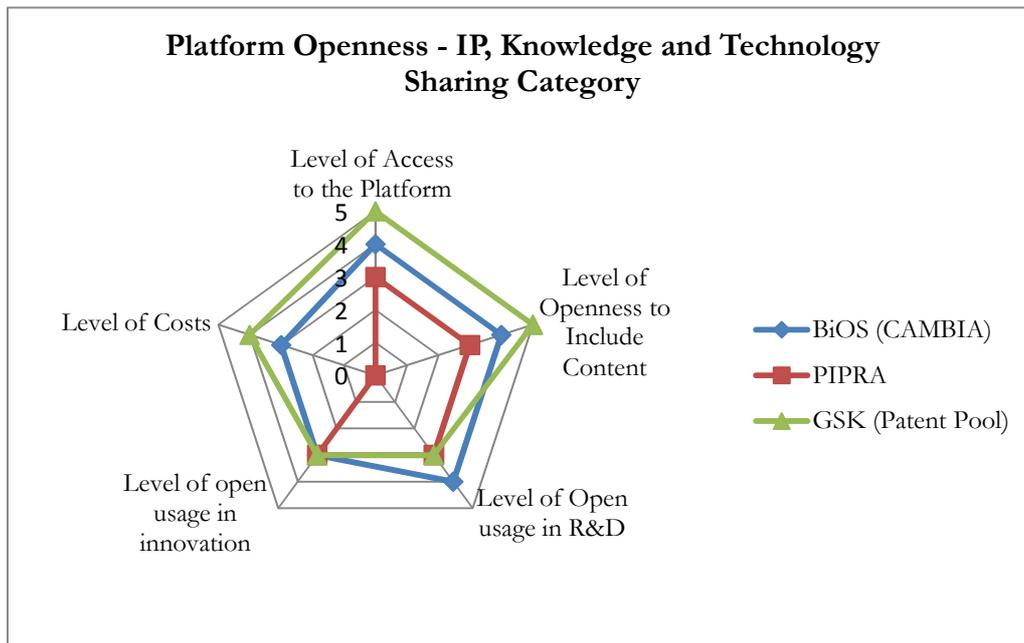 Platform Openness - IP, Knowledge and Technology
Sharing Category
Level of Access
to the Platform
5
4
3
2
1
0
Level of
Openness to
Include
Content
Level of Open
usage in R&D
Level of open
usage in
innovation
Level of Costs
BiOS (CAMBIA)
PIPRA
GSK (Patent Pool)